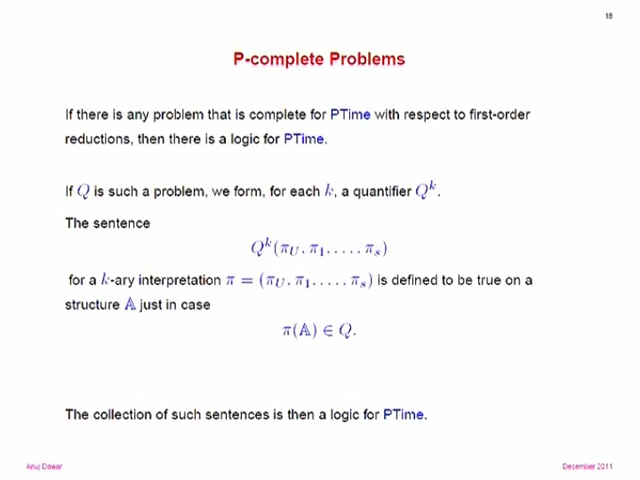 18
P-complete Problems
If there is any problem that is complete for PTime with respect to first-order
reductions, then there is a logic for PTime.
If Q is such a problem, we form, for each k, a quantifier Q^k.
The sentence
Q^k(π_U, π_1, . . . , π_s)
for a k-ary interpretation π = (π_U, π_1, . . . , π_s) is defined to be true on a
structure 𝔸 just in case
π(𝔸) ∈ Q.
The collection of such sentences is then a logic for PTime.
Anuj Dawar
December 2011